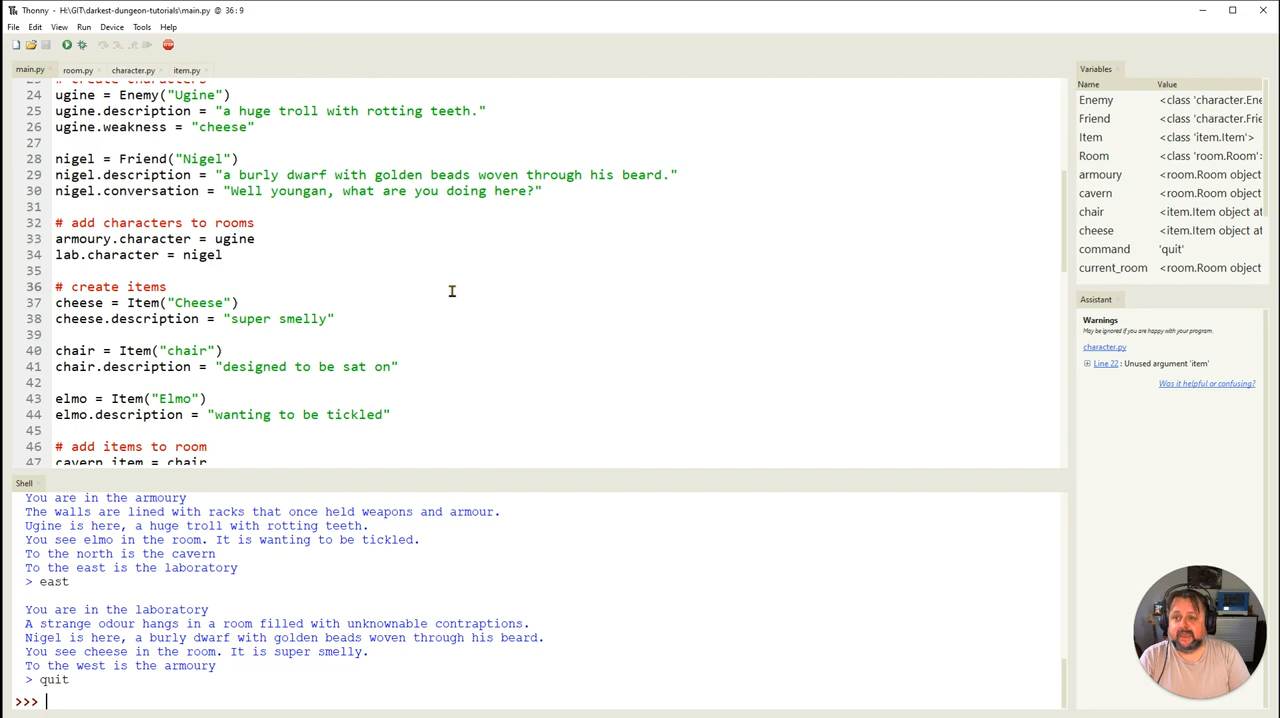 Thonny - H:\GIT\darkest-dungeon-tutorials\main.py @ 36:9
File Edit View Run Device Tools Help
main.py room.py character.py item.py
# create characters
24 ugine = Enemy("Ugine")
25 ugine.description = "a huge troll with rotting teeth."
26 ugine.weakness = "cheese"
27
28 nigel = Friend("Nigel")
29 nigel.description = "a burly dwarf with golden beads woven through his beard."
30 nigel.conversation = "Well youngan, what are you doing here?"
31
32 # add characters to rooms
33 armoury.character = ugine
34 lab.character = nigel
35
36 # create items
37 cheese = Item("Cheese")
38 cheese.description = "super smelly"
39
40 chair = Item("chair")
41 chair.description = "designed to be sat on"
42
43 elmo = Item("Elmo")
44 elmo.description = "wanting to be tickled"
45
46 # add items to room
47 cavern.item = chair
Shell
You are in the armoury
The walls are lined with racks that once held weapons and armour.
Ugine is here, a huge troll with rotting teeth.
You see elmo in the room. It is wanting to be tickled.
To the north is the cavern
To the east is the laboratory
> east
You are in the laboratory
A strange odour hangs in a room filled with unknowable contraptions.
Nigel is here, a burly dwarf with golden beads woven through his beard.
You see cheese in the room. It is super smelly.
To the west is the armoury
> quit
>>>
Variables
Name Value
Enemy <class 'character.Ene
Friend <class 'character.Frie
Item <class 'item.Item'>
Room <class 'room.Room'>
armoury <room.Room object
cavern <room.Room object
chair <item.Item object at
cheese <item.Item object at
command 'quit'
current_room <room.Room object
Assistant
Warnings
May be ignored if you are happy with your program.
character.py
Line 22 : Unused argument 'item'
Was it helpful or confusing?